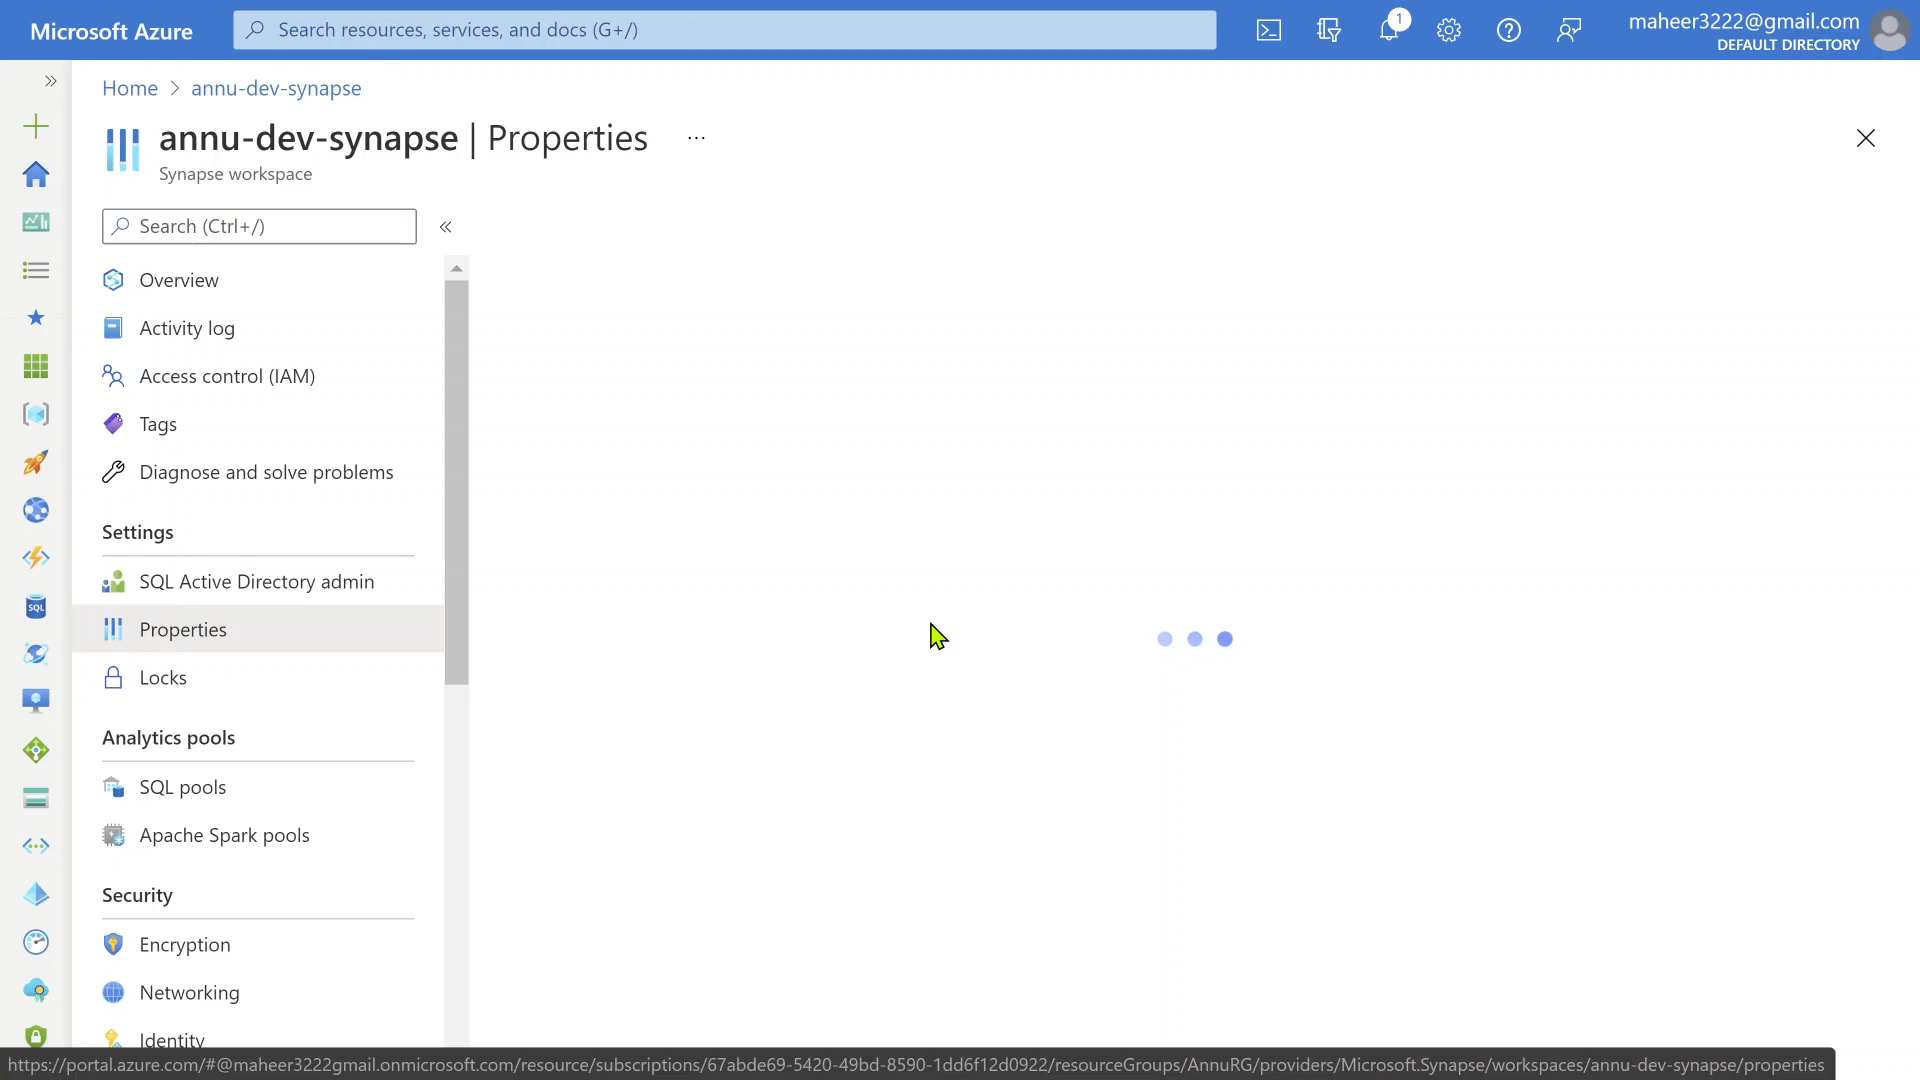 Microsoft Azure
Search resources, services, and docs (G+/)
1
maheer3222@gmail.com
DEFAULT DIRECTORY
Home > annu-dev-synapse
annu-dev-synapse | Properties ...
Synapse workspace
Search (Ctrl+/)
Overview
Activity log
Access control (IAM)
Tags
Diagnose and solve problems
Settings
SQL Active Directory admin
SQL
Properties
Locks
Analytics pools
SQL pools
Apache Spark pools
Security
Encryption
Networking
Identity
https://portal.azure.com/#@maheer3222gmail.onmicrosoft.com/resource/subscriptions/67abde69-5420-49bd-8590-1dd6f12d0922/resourceGroups/AnnuRG/providers/Microsoft.Synapse/workspaces/annu-dev-synapse/properties